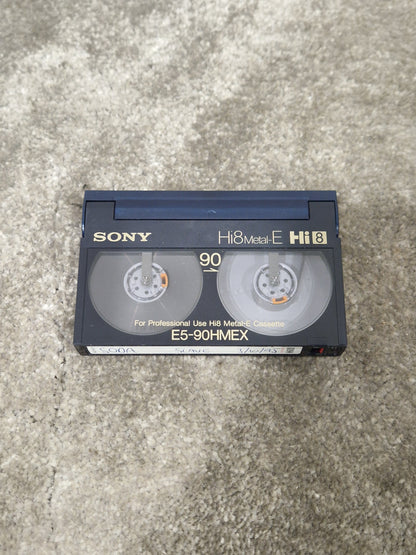 SONY Hi8 Metal-E Hi8
90
For Professional Use Hi8 Metal-E Cassette
E5-90HMEX